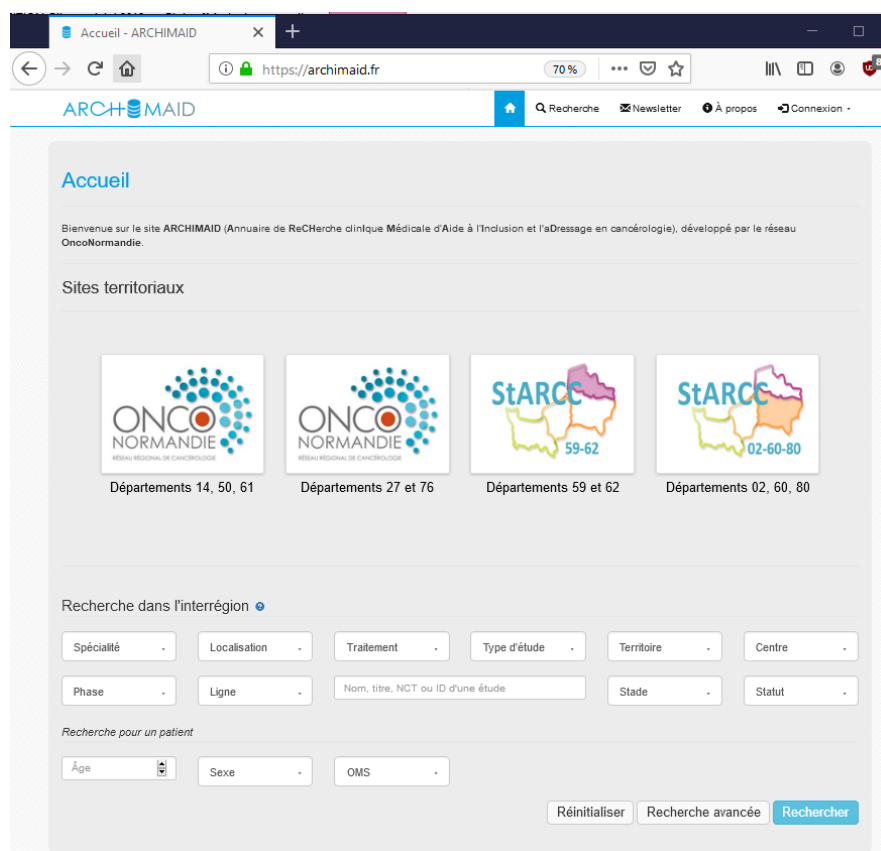 Accueil - ARCHIMAID
https://archimaid.fr
70 %
ARCHIMAID
Recherche
Newsletter
À propos
Connexion
Accueil
Bienvenue sur le site ARCHIMAID (Annuaire de ReCHerche clinIque Médicale d'Aide à l'Inclusion et l'aDressage en cancérologie), développé par le réseau
OncoNormandie.
Sites territoriaux
ONCO
NORMANDIE
RÉSEAU RÉGIONAL DE CANCÉROLOGIE
ONCO
NORMANDIE
RÉSEAU RÉGIONAL DE CANCÉROLOGIE
StARCC
59-62
StARCC
02-60-80
Départements 14, 50, 61
Départements 27 et 76
Départements 59 et 62
Départements 02, 60, 80
Recherche dans l'interrégion
Spécialité
Localisation
Traitement
Type d'étude
Territoire
Centre
Phase
Ligne
Nom, titre, NCT ou ID d'une étude
Stade
Statut
Recherche pour un patient
Âge
Sexe
OMS
Réinitialiser
Recherche avancée
Rechercher